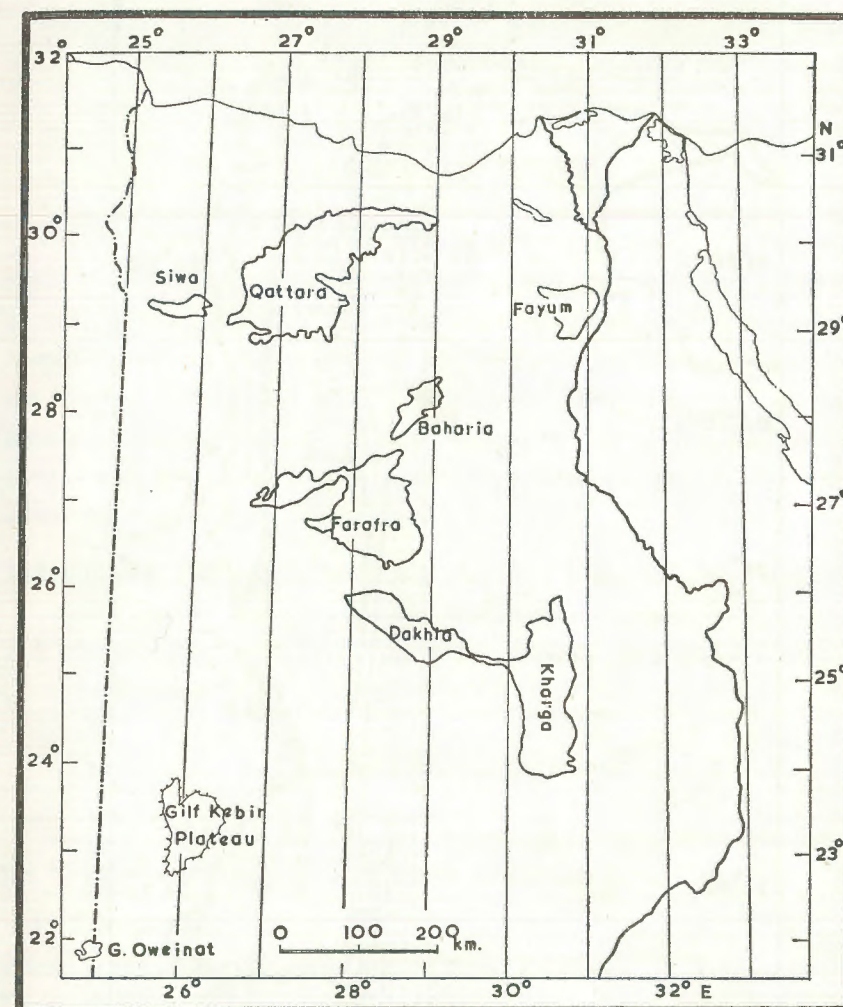 25° 27° 29° 31° 33°
32°
N
31°
30°
Siwa
Qattara
Fayum
29°
28°
Baharia
27°
Farafra
26°
Dakhla
Kharga
25°
24°
Gilf Kebir
Plateau
23°
22°
G. Oweinat
0 100 200 km.
26° 28° 30° 32° E